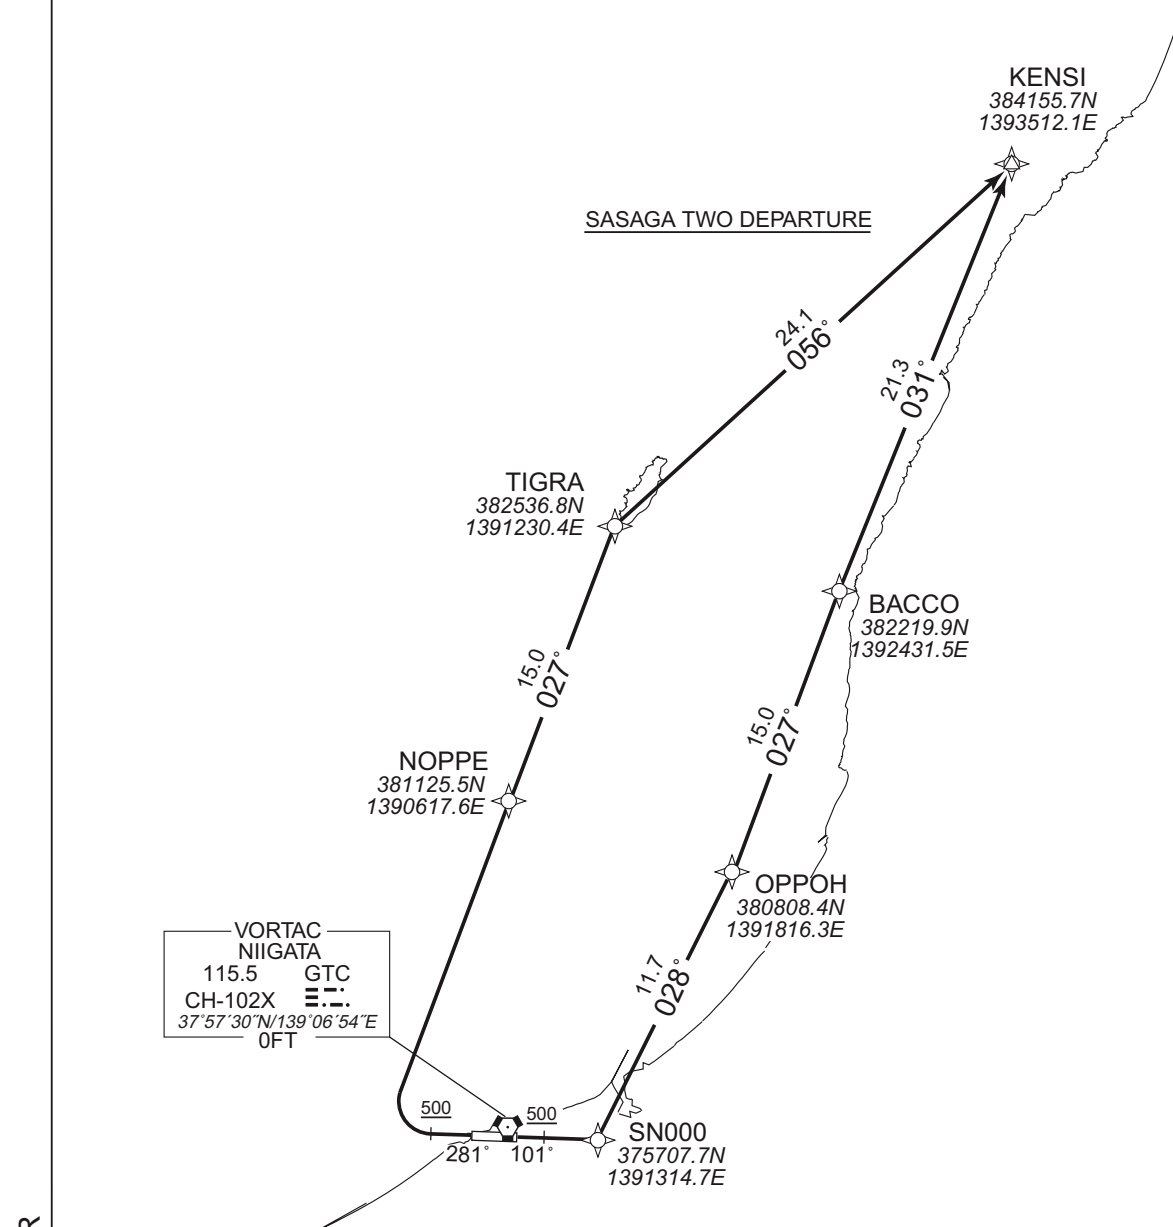 KENSI
384155.7N
1393512.1E
SASAGA TWO DEPARTURE
24.1
056°
21.3
031°
TIGRA
382536.8N
1391230.4E
BACCO
382219.9N
1392431.5E
15.0
027°
15.0
027°
NOPPE
381125.5N
1390617.6E
OPPOH
380808.4N
1391816.3E
VORTAC
NIIGATA
115.5 GTC
CH-102X
37°57´30˝N/139°06´54˝E
0FT
11.7
028°
500
500
281°
101°
SN000
375707.7N
1391314.7E
R